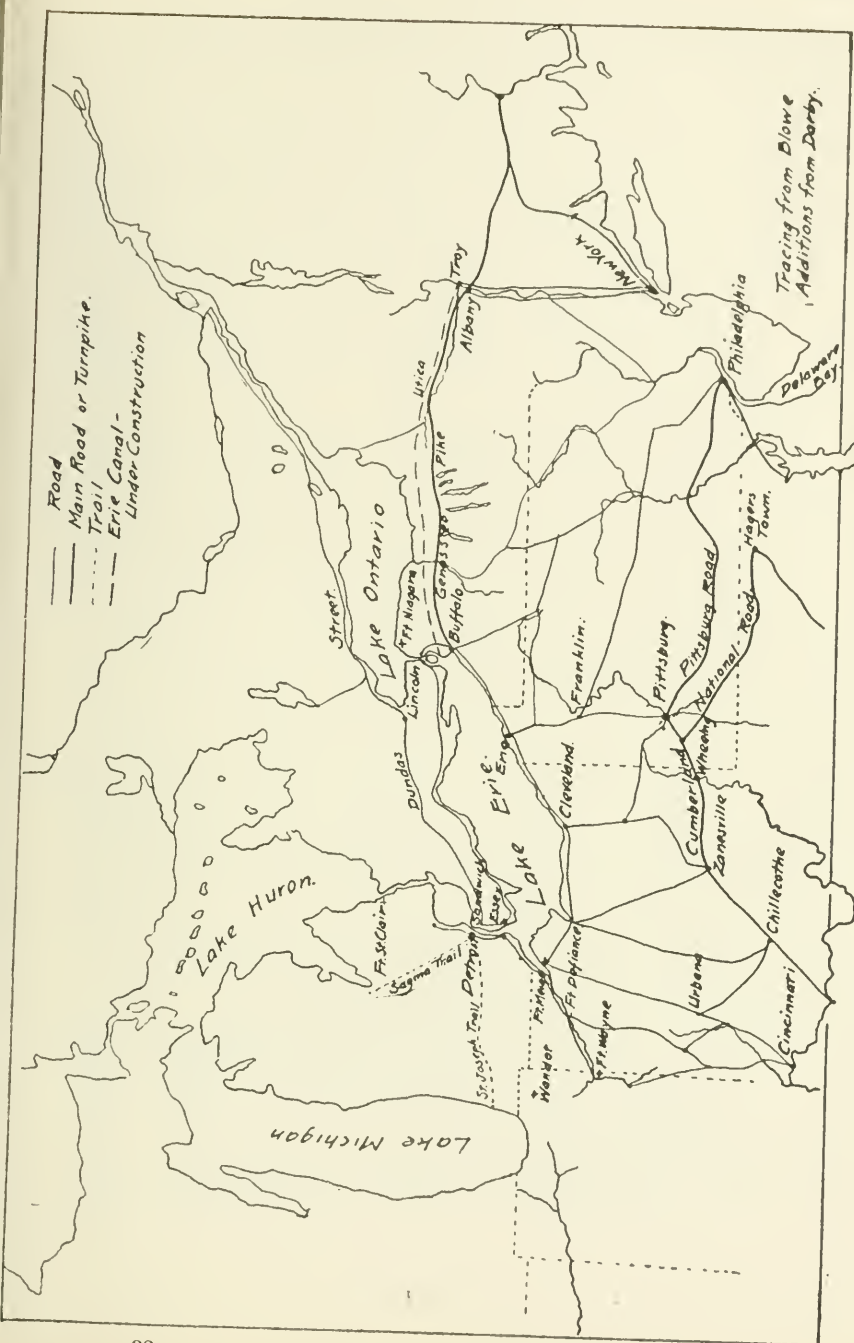 Road
Main Road or Turnpike.
Trail
Erie Canal-
Under Construction
Tracing from Blowe
Additions from Darby.
Lake Huron.
Lake Michigan
Lake Ontario
Lake Erie
Street.
Dundas
Lincoln
Ft Niagara
Buffalo
Pike
Utica
Albany
Troy
New York
Philadelphia
Delaware
Bay.
Hagers
Town.
Pittsburg Road
National-Road
Pittsburg.
Franklin.
Erie
Cleveland.
Cumberland
Wheeling
Zanesville
Chillecothe
Cincinnati
Urbana
Ft Defiance
Ft. Wayne
Ft. Meigs
Detroit
Sandwich
Essex
Ft. St Clair
Trail
St. Joseph Trail